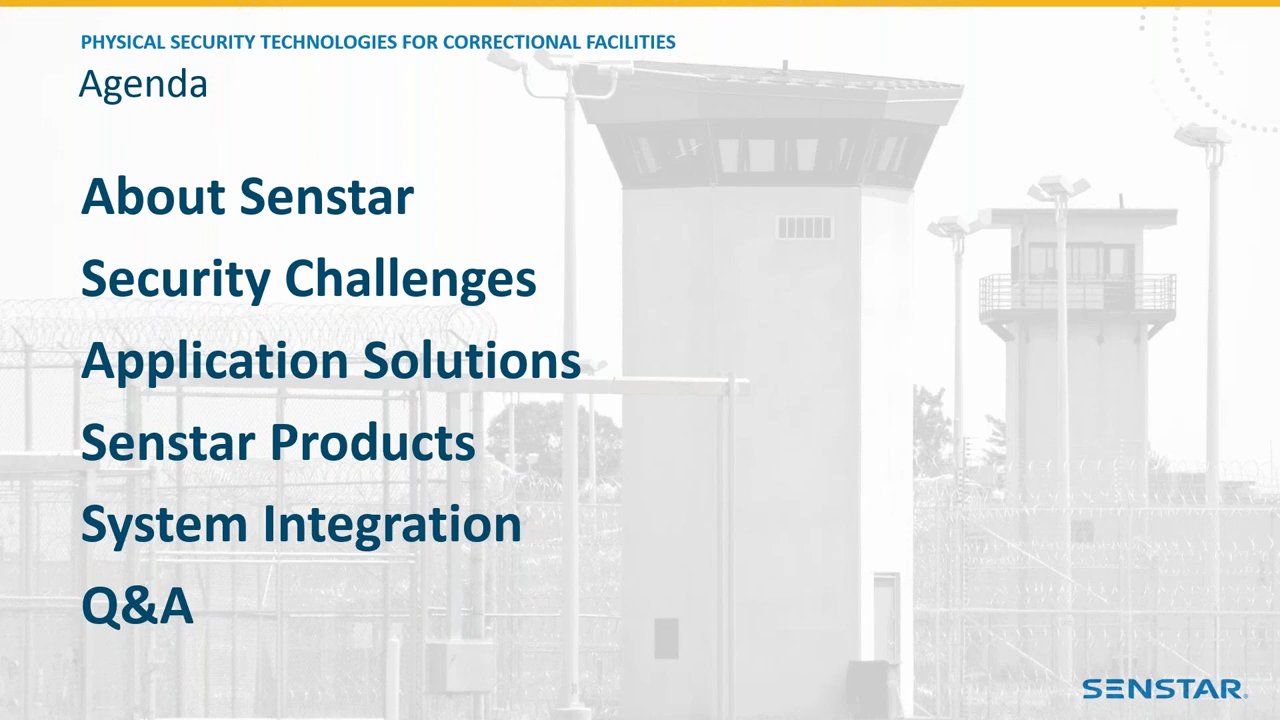 PHYSICAL SECURITY TECHNOLOGIES FOR CORRECTIONAL FACILITIES
Agenda
About Senstar
Security Challenges
Application Solutions
Senstar Products
System Integration
Q&A
SENSTAR®